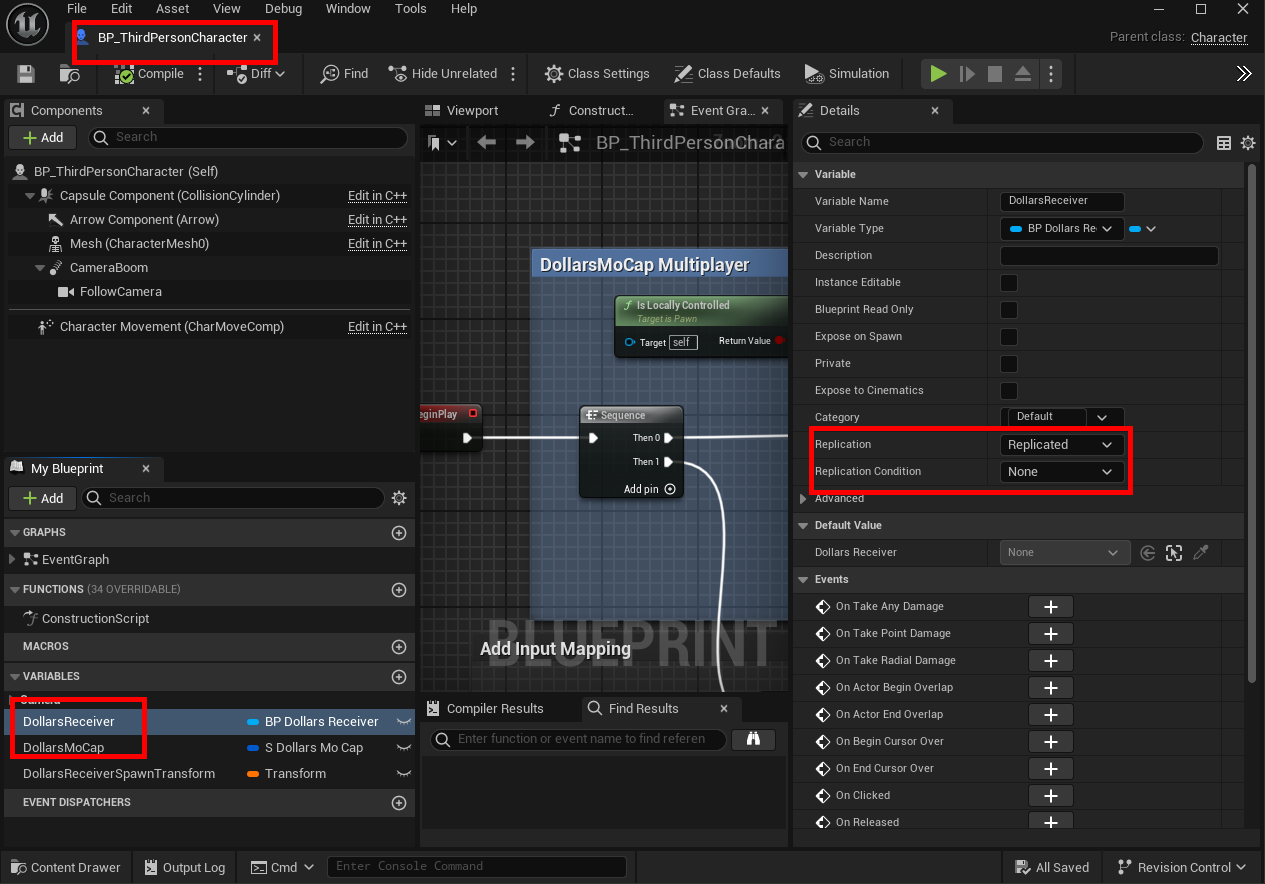 File Edit Asset View Debug Window Tools Help
BP_ThirdPersonCharacter
Parent class: Character
Compile Diff Find Hide Unrelated Class Settings Class Defaults Simulation
Components
Add Search
BP_ThirdPersonCharacter (Self)
Capsule Component (CollisionCylinder) Edit in C++
Arrow Component (Arrow) Edit in C++
Mesh (CharacterMesh0) Edit in C++
CameraBoom
FollowCamera
Character Movement (CharMoveComp) Edit in C++
My Blueprint
Add Search
GRAPHS
EventGraph
FUNCTIONS (34 OVERRIDABLE)
ConstructionScript
MACROS
VARIABLES
Camera
DollarsReceiver BP Dollars Receiver
DollarsMoCap S Dollars Mo Cap
DollarsReceiverSpawnTransform Transform
EVENT DISPATCHERS
Viewport Construct... Event Gra...
BP_ThirdPersonChara
DollarsMoCap Multiplayer
Is Locally Controlled
Target is Pawn
Target self Return Value
eginPlay
Sequence
Then 0
Then 1
Add pin
BLUEPRINT
Add Input Mapping
Compiler Results Find Results
Enter function or event name to find referen
Details
Search
Variable
Variable Name DollarsReceiver
Variable Type BP Dollars Re
Description
Instance Editable
Blueprint Read Only
Expose on Spawn
Private
Expose to Cinematics
Category Default
Replication Replicated
Replication Condition None
Advanced
Default Value
Dollars Receiver None
Events
On Take Any Damage
On Take Point Damage
On Take Radial Damage
On Actor Begin Overlap
On Actor End Overlap
On Begin Cursor Over
On End Cursor Over
On Clicked
On Released
Content Drawer Output Log Cmd Enter Console Command All Saved Revision Control